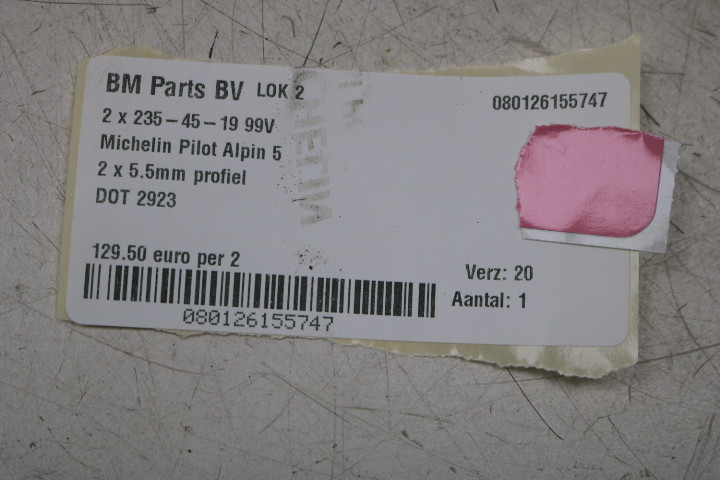 BM Parts BV LOK 2
080126155747
2 x 235-45-19 99V
Michelin Pilot Alpin 5
2 x 5.5mm profiel
DOT 2923
129.50 euro per 2
Verz: 20
Aantal: 1
080126155747